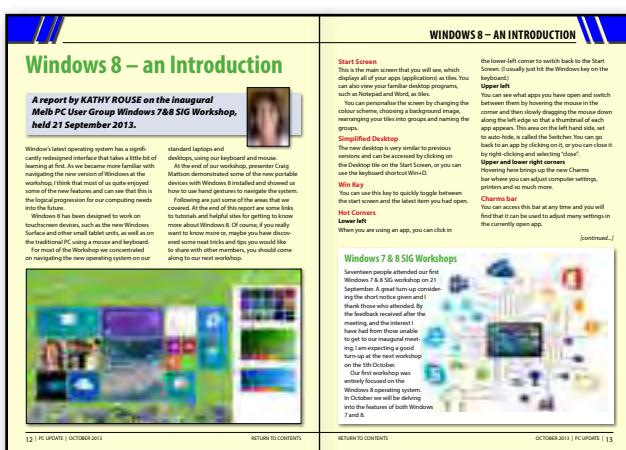 WINDOWS 8 – AN INTRODUCTION
Windows 8 – an Introduction
A report by KATHY ROUSE on the inaugural
Melb PC User Group Windows 7&8 SIG Workshop,
held 21 September 2013.
Window's latest operating system has a signifi-
cantly redesigned interface that takes a little bit of
learning at first. As we became more familiar with
navigating the new version of Windows at the
workshop, I think that most of us quite enjoyed
some of the new features and can see that this is
the logical progression for our computing needs
into the future.
Windows 8 has been designed to work on
touchscreen devices, such as the new Windows
Surface and other small tablet units, as well as on
the traditional PC using a mouse and keyboard.
For most of the Workshop we concentrated
on navigating the new operating system on our
standard laptops and
desktops, using our keyboard and mouse.
At the end of our workshop, presenter Craig
Mattson demonstrated some of the new portable
devices with Windows 8 installed and showed us
how to use hand gestures to navigate the system.
Following are just some of the areas that we
covered. At the end of this report are some links
to tutorials and helpful sites for getting to know
more about Windows 8. Of course, if you really
want to know more or, maybe you have discov-
ered some neat tricks and tips you would like
to share with other members, you should come
along to our next workshop.
12 | PC UPDATE | OCTOBER 2013
RETURN TO CONTENTS
Start Screen
This is the main screen that you will see, which
displays all of your apps (applications) as tiles. You
can also view your familiar desktop programs,
such as Notepad and Word, as tiles.
You can personalise the screen by changing the
colour scheme, choosing a background image,
rearranging your tiles into groups and naming the
groups.
Simplified Desktop
The new desktop is very similar to previous
versions and can be accessed by clicking on
the Desktop tile on the Start Screen, or you can
use the keyboard shortcut Win+D.
Win Key
You can use this key to quickly toggle between
the start screen and the latest item you had open.
Hot Corners
Lower left
When you are using an app, you can click in
the lower-left corner to switch back to the Start
Screen. (I usually just hit the Windows key on the
keyboard.)
Upper left
You can see what apps you have open and switch
between them by hovering the mouse in the
corner and then slowly dragging the mouse down
along the left edge so that a thumbnail of each
app appears. This area on the left hand side, set
to auto-hide, is called the Switcher. You can go
back to an app by clicking on it, or you can close it
by right-clicking and selecting "close".
Upper and lower right corners
Hovering here brings up the new Charms
bar where you can adjust computer settings,
printers and so much more.
Charms bar
You can access this bar at any time and you will
find that it can be used to adjust many settings in
the currently open app.
[continued...]
Windows 7 & 8 SIG Workshops
Seventeen people attended our first
Windows 7 & 8 SIG workshop on 21
September. A great turn-up consider-
ing the short notice given and I
thank those who attended. By
the feedback received after the
meeting, and the interest I
have had from those unable
to get to our inaugural meet-
ing, I am expecting a good
turn-up at the next workshop
on the 5th October.
Our first workshop was
entirely focused on the
Windows 8 operating system.
In October we will be delving
into the features of both Windows
7 and 8.
RETURN TO CONTENTS
OCTOBER 2013 | PC UPDATE | 13